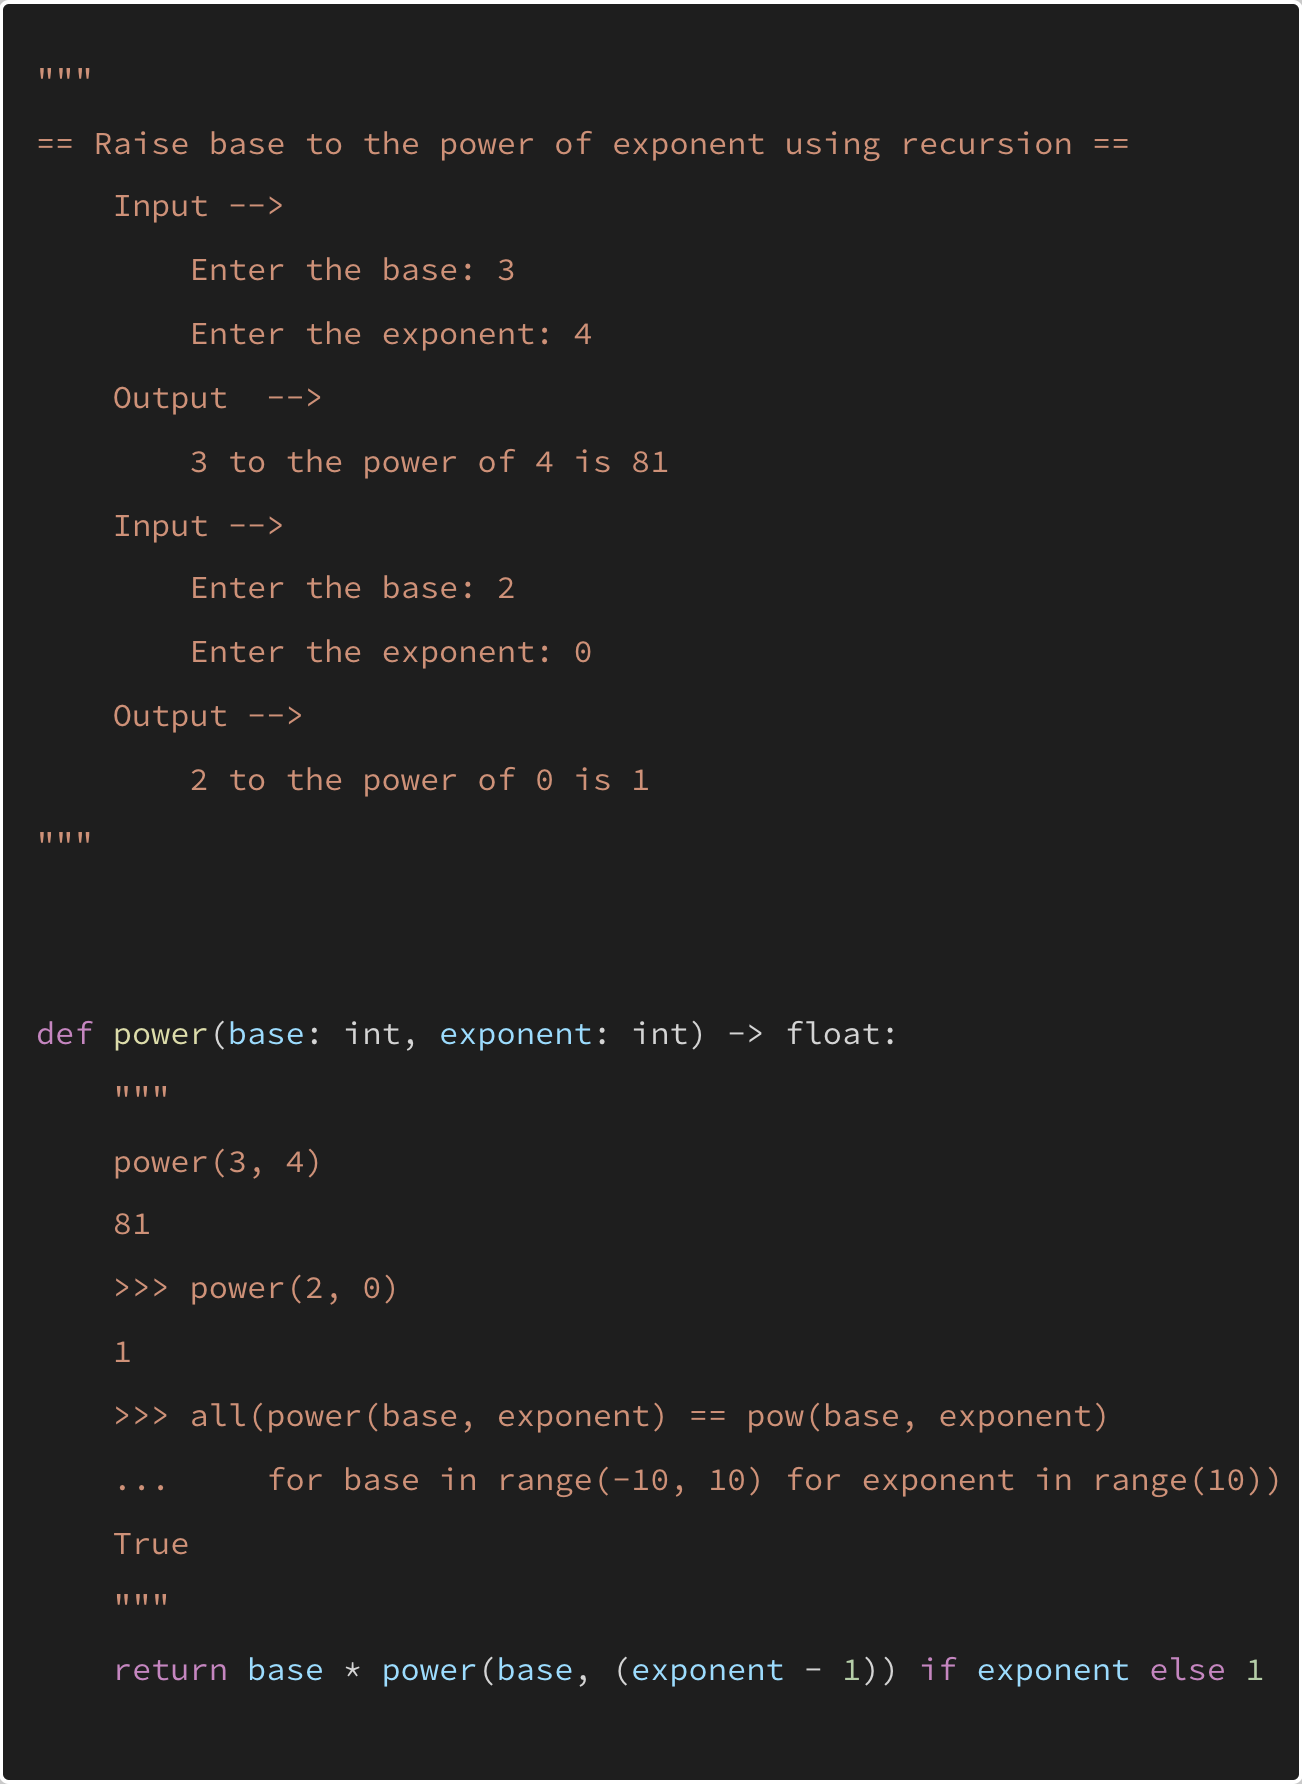 """
== Raise base to the power of exponent using recursion ==
    Input -->
        Enter the base: 3
        Enter the exponent: 4
    Output  -->
        3 to the power of 4 is 81
    Input -->
        Enter the base: 2
        Enter the exponent: 0
    Output -->
        2 to the power of 0 is 1
"""
def power(base: int, exponent: int) -> float:
    """
    power(3, 4)
    81
    >>> power(2, 0)
    1
    >>> all(power(base, exponent) == pow(base, exponent)
    ...     for base in range(-10, 10) for exponent in range(10))
    True
    """
    return base * power(base, (exponent - 1)) if exponent else 1